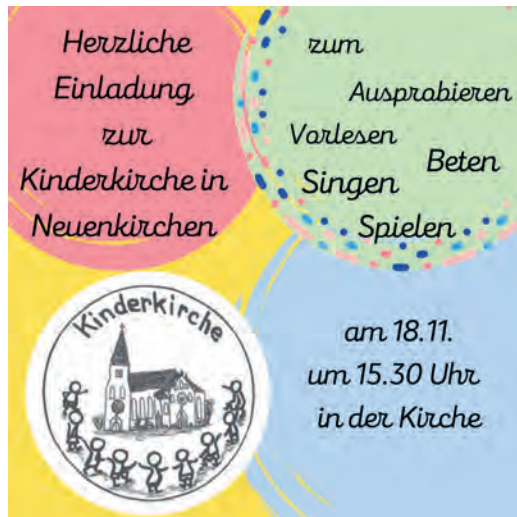 Herzliche
Einladung
zur
Kinderkirche in
Neuenkirchen
zum
Ausprobieren
Vorlesen
Beten
Singen
Spielen
Kinderkirche
am 18.11.
um 15.30 Uhr
in der Kirche